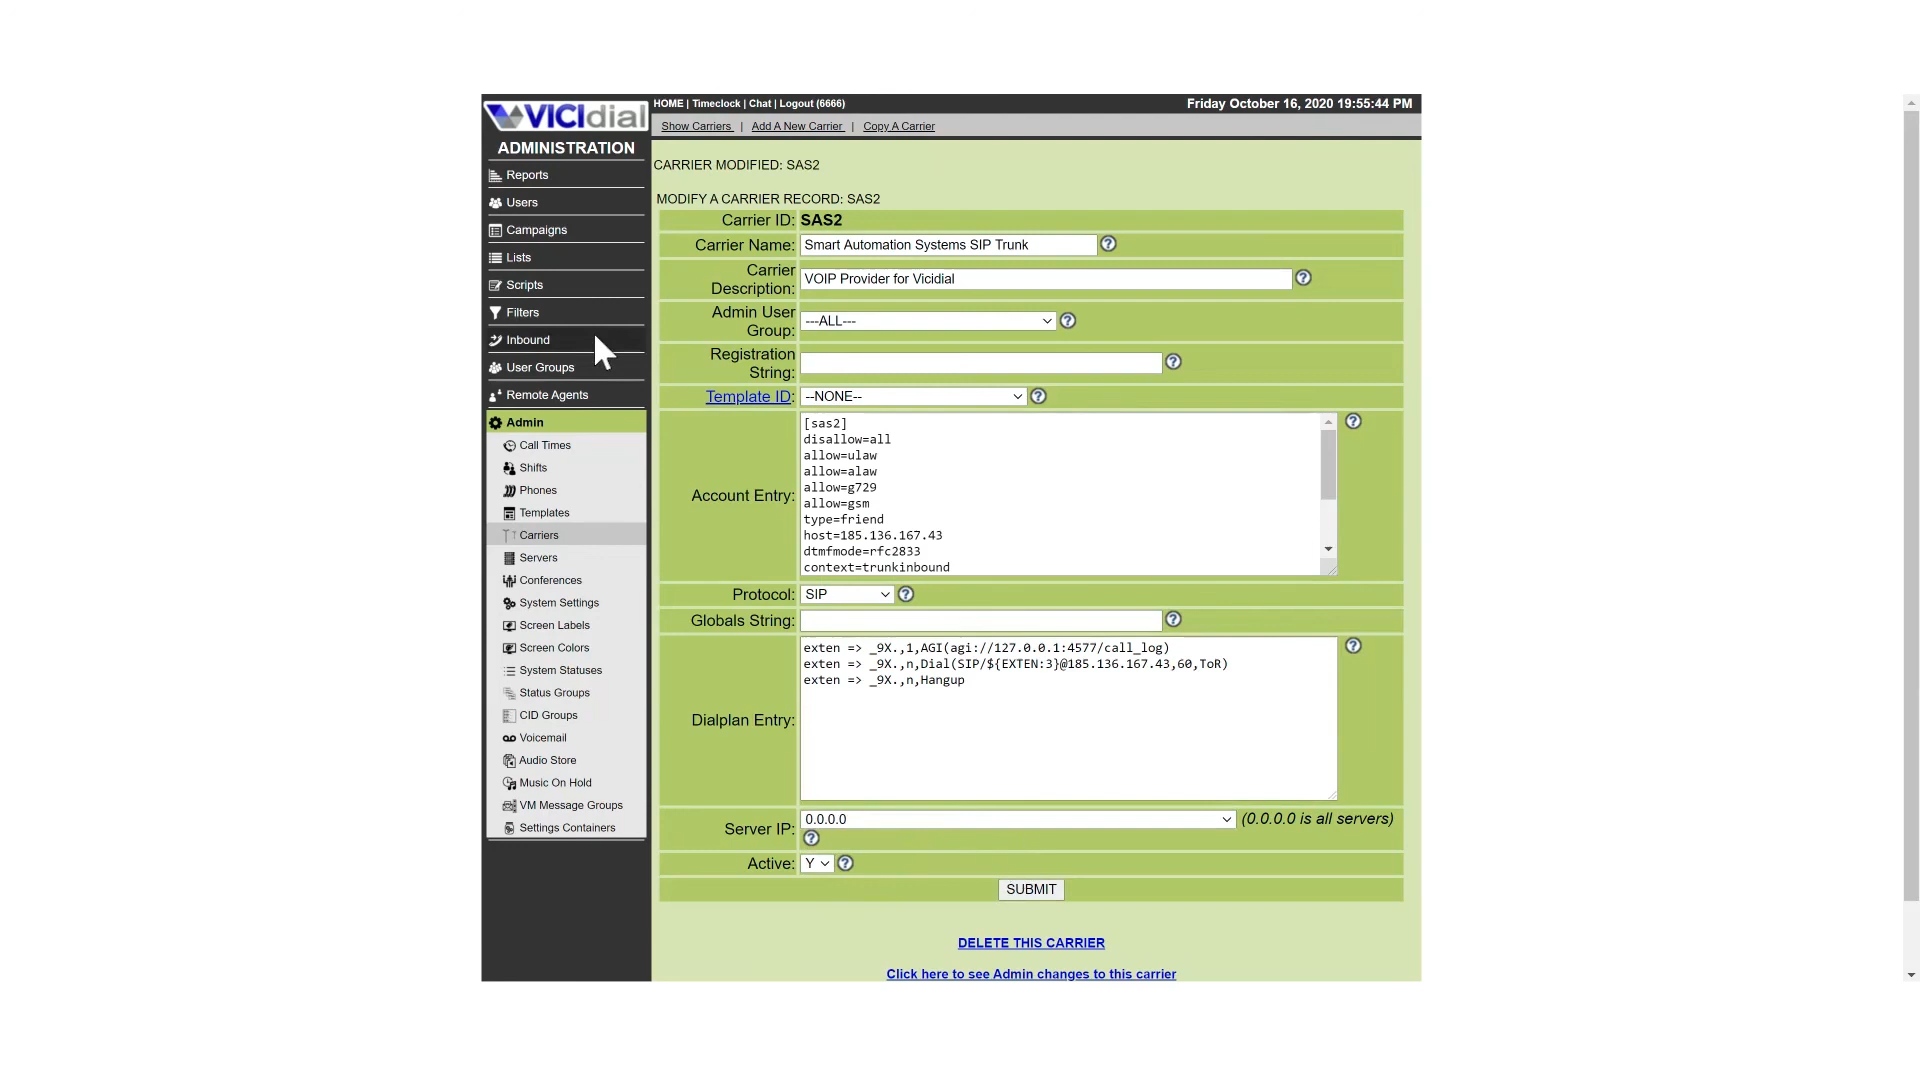 VICIdial
HOME | Timeclock | Chat | Logout (6666)
Friday October 16, 2020 19:55:44 PM
Show Carriers | Add A New Carrier | Copy A Carrier
ADMINISTRATION
Reports
Users
Campaigns
Lists
Scripts
Filters
Inbound
User Groups
Remote Agents
Admin
Call Times
Shifts
Phones
Templates
Carriers
Servers
Conferences
System Settings
Screen Labels
Screen Colors
System Statuses
Status Groups
CID Groups
Voicemail
Audio Store
Music On Hold
VM Message Groups
Settings Containers
CARRIER MODIFIED: SAS2
MODIFY A CARRIER RECORD: SAS2
Carrier ID: SAS2
Carrier Name: Smart Automation Systems SIP Trunk
Carrier
Description: VOIP Provider for Vicidial
Admin User
Group: ---ALL---
Registration
String:
Template ID: --NONE--
Account Entry:
[sas2]
disallow=all
allow=ulaw
allow=alaw
allow=g729
allow=gsm
type=friend
host=185.136.167.43
dtmfmode=rfc2833
context=trunkinbound
Protocol: SIP
Globals String:
Dialplan Entry:
exten => _9X.,1,AGI(agi://127.0.0.1:4577/call_log)
exten => _9X.,n,Dial(SIP/${EXTEN:3}@185.136.167.43,60,ToR)
exten => _9X.,n,Hangup
Server IP: 0.0.0.0 (0.0.0.0 is all servers)
Active: Y
SUBMIT
DELETE THIS CARRIER
Click here to see Admin changes to this carrier